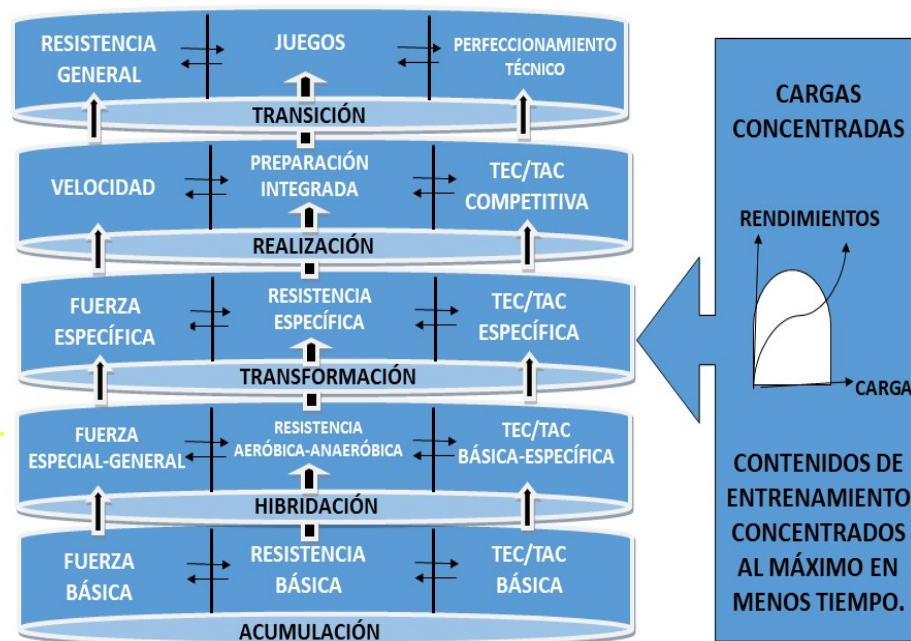 RESISTENCIA
GENERAL
JUEGOS
PERFECCIONAMIENTO
TÉCNICO
TRANSICIÓN
VELOCIDAD
PREPARACIÓN
INTEGRADA
TEC/TAC
COMPETITIVA
REALIZACIÓN
FUERZA
ESPECÍFICA
RESISTENCIA
ESPECÍFICA
TEC/TAC
ESPECÍFICA
TRANSFORMACIÓN
FUERZA
ESPECIAL-GENERAL
RESISTENCIA
AERÓBICA-ANAERÓBICA
TEC/TAC
BÁSICA-ESPECÍFICA
HIBRIDACIÓN
FUERZA
BÁSICA
RESISTENCIA
BÁSICA
TEC/TAC
BÁSICA
ACUMULACIÓN
CARGAS
CONCENTRADAS
RENDIMIENTOS
CARGA
CONTENIDOS DE
ENTRENAMIENTO
CONCENTRADOS
AL MÁXIMO EN
MENOS TIEMPO.